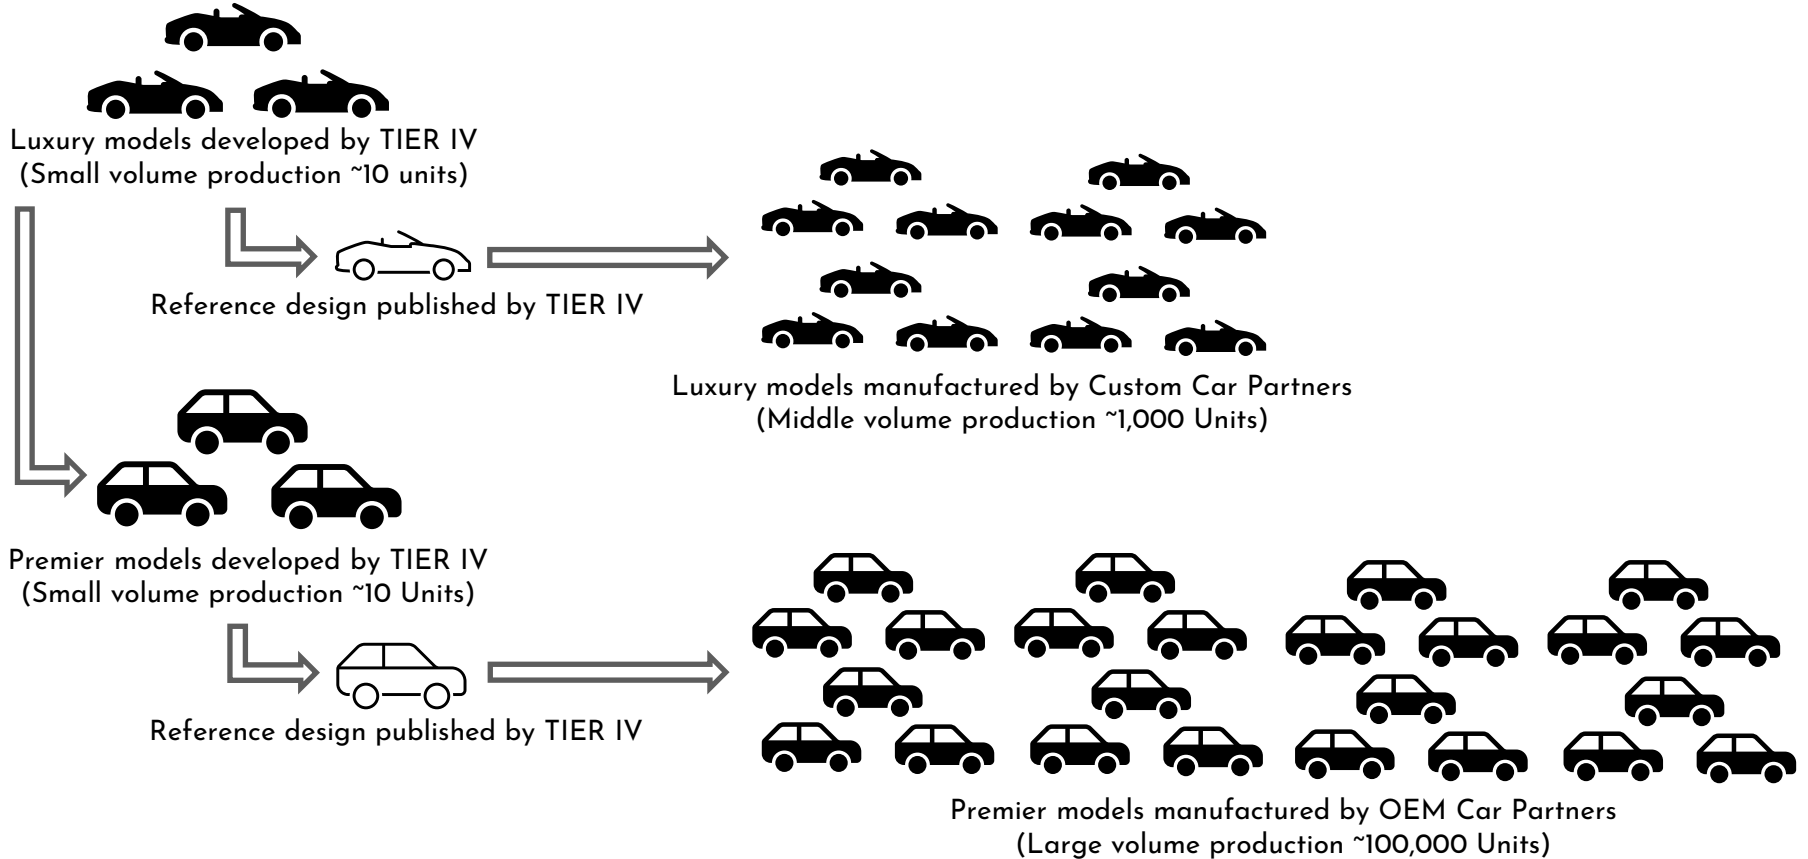 Luxury models developed by TIER IV
(Small volume production ~10 units)
Reference design published by TIER IV
Luxury models manufactured by Custom Car Partners
(Middle volume production ~1,000 Units)
Premier models developed by TIER IV
(Small volume production ~10 Units)
Reference design published by TIER IV
Premier models manufactured by OEM Car Partners
(Large volume production ~100,000 Units)